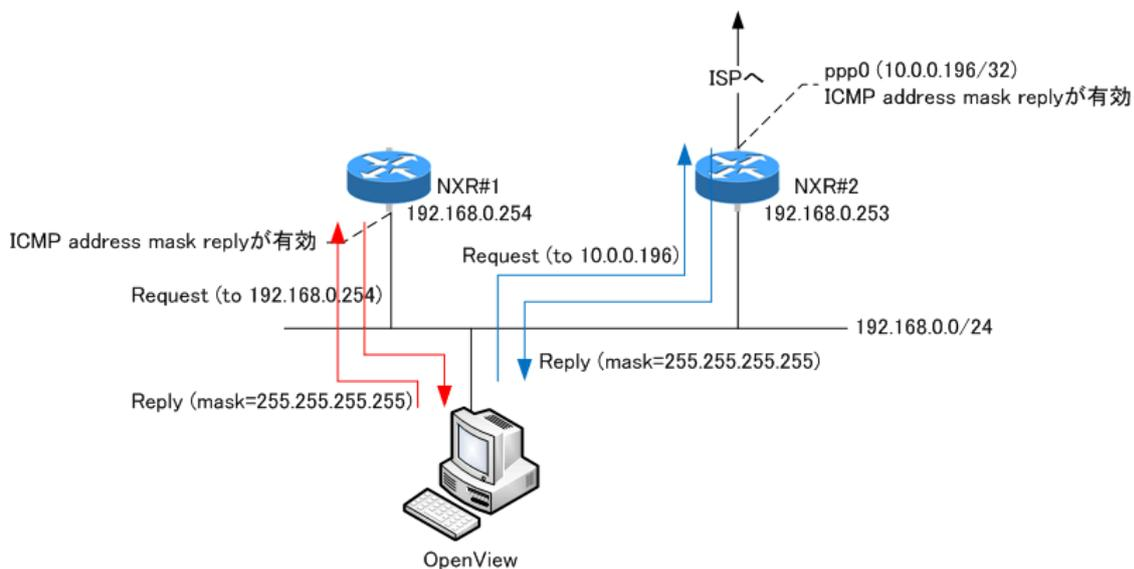 ISPへ
ppp0 (10.0.0.196/32)
ICMP address mask replyが有効
NXR#1
192.168.0.254
NXR#2
192.168.0.253
ICMP address mask replyが有効
Request (to 10.0.0.196)
Request (to 192.168.0.254)
192.168.0.0/24
Reply (mask=255.255.255.255)
Reply (mask=255.255.255.255)
OpenView